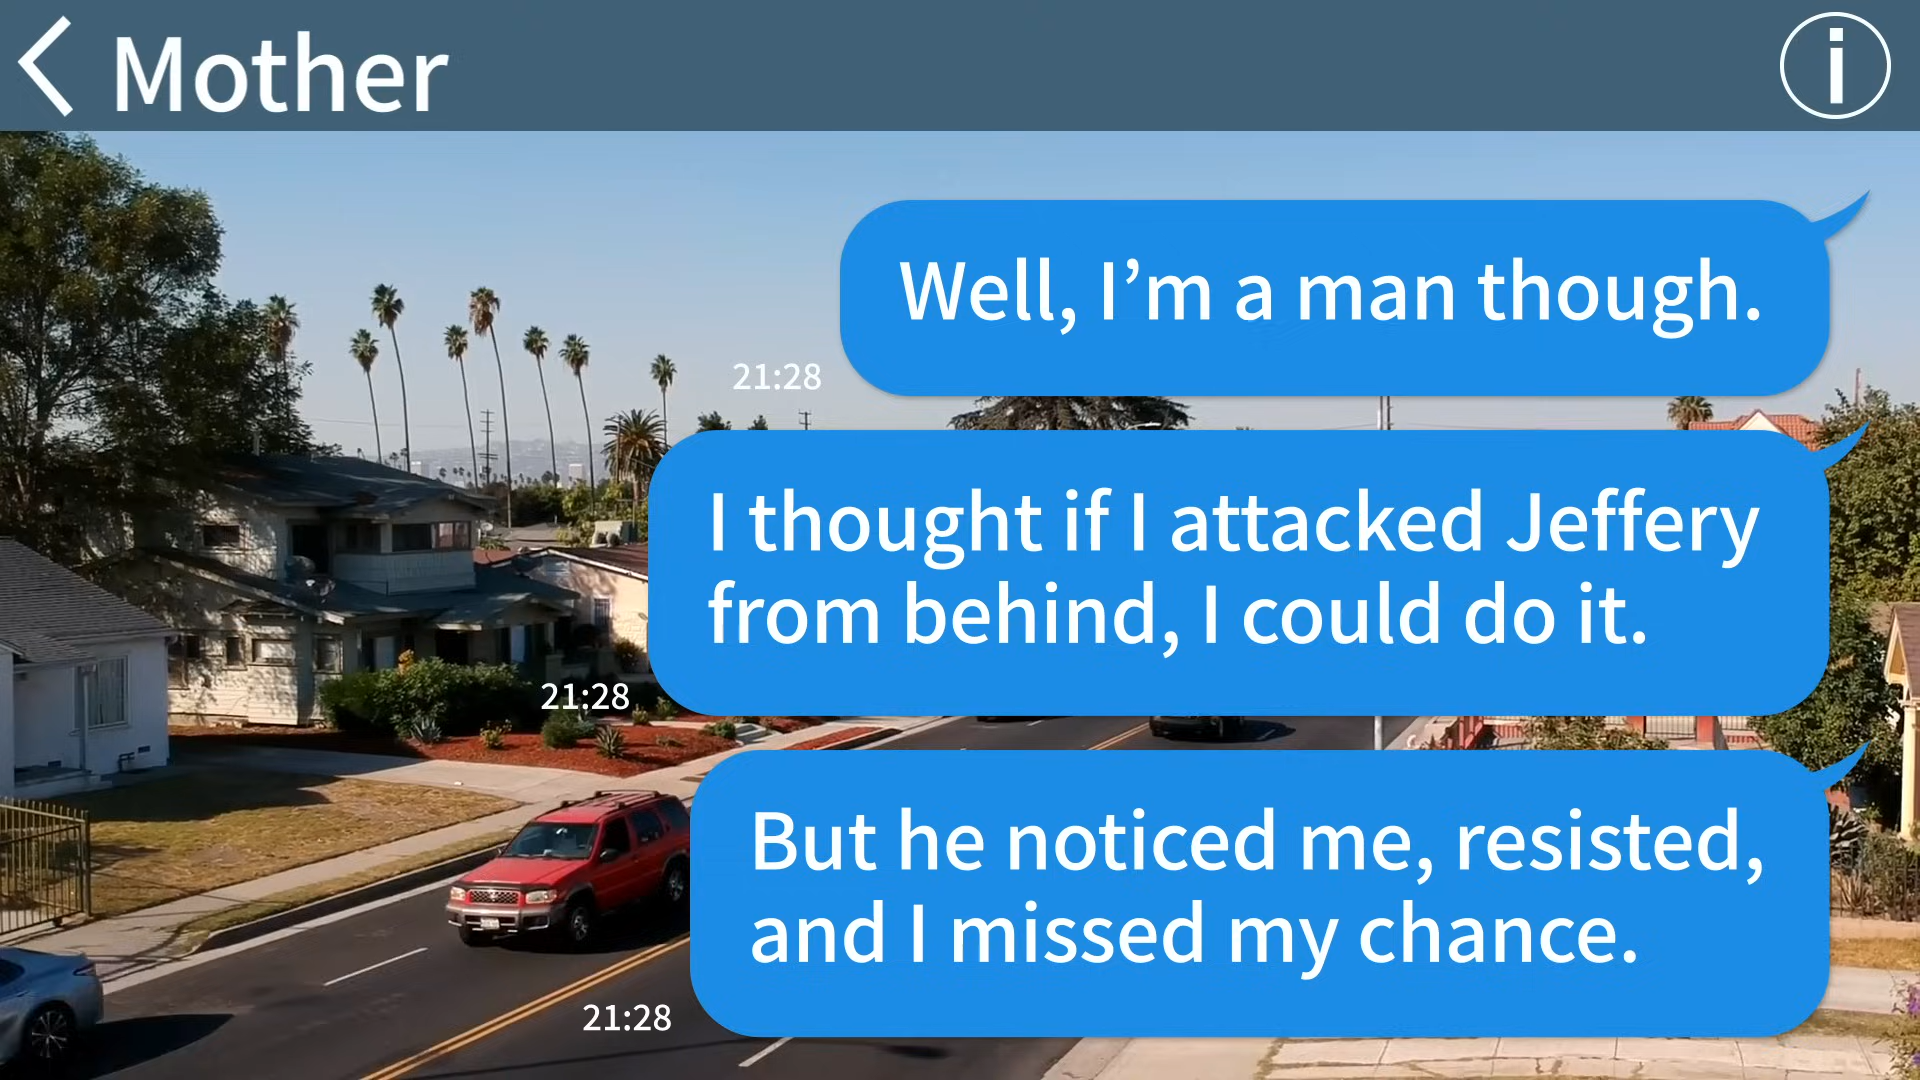 Mother
Well, I’m a man though.
21:28
I thought if I attacked Jeffery
from behind, I could do it.
21:28
But he noticed me, resisted,
and I missed my chance.
21:28